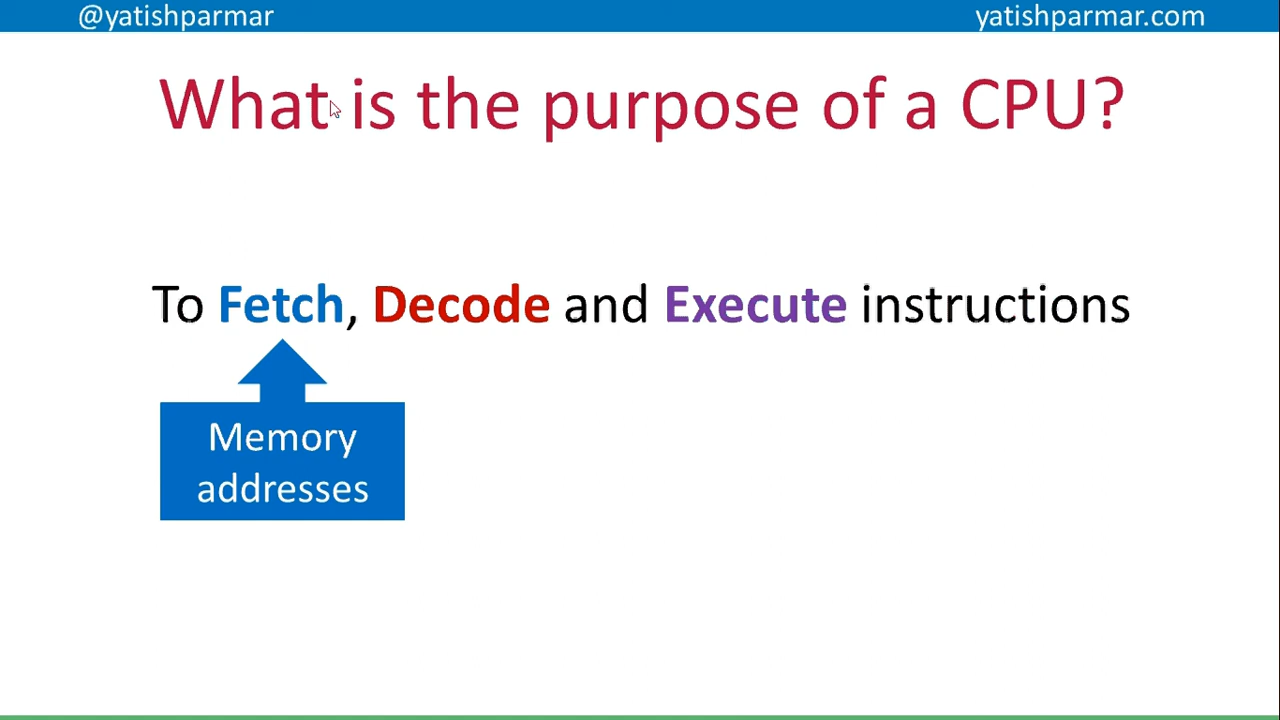 @yatishparmar
yatishparmar.com
What is the purpose of a CPU?
To Fetch, Decode and Execute instructions
Memory
addresses